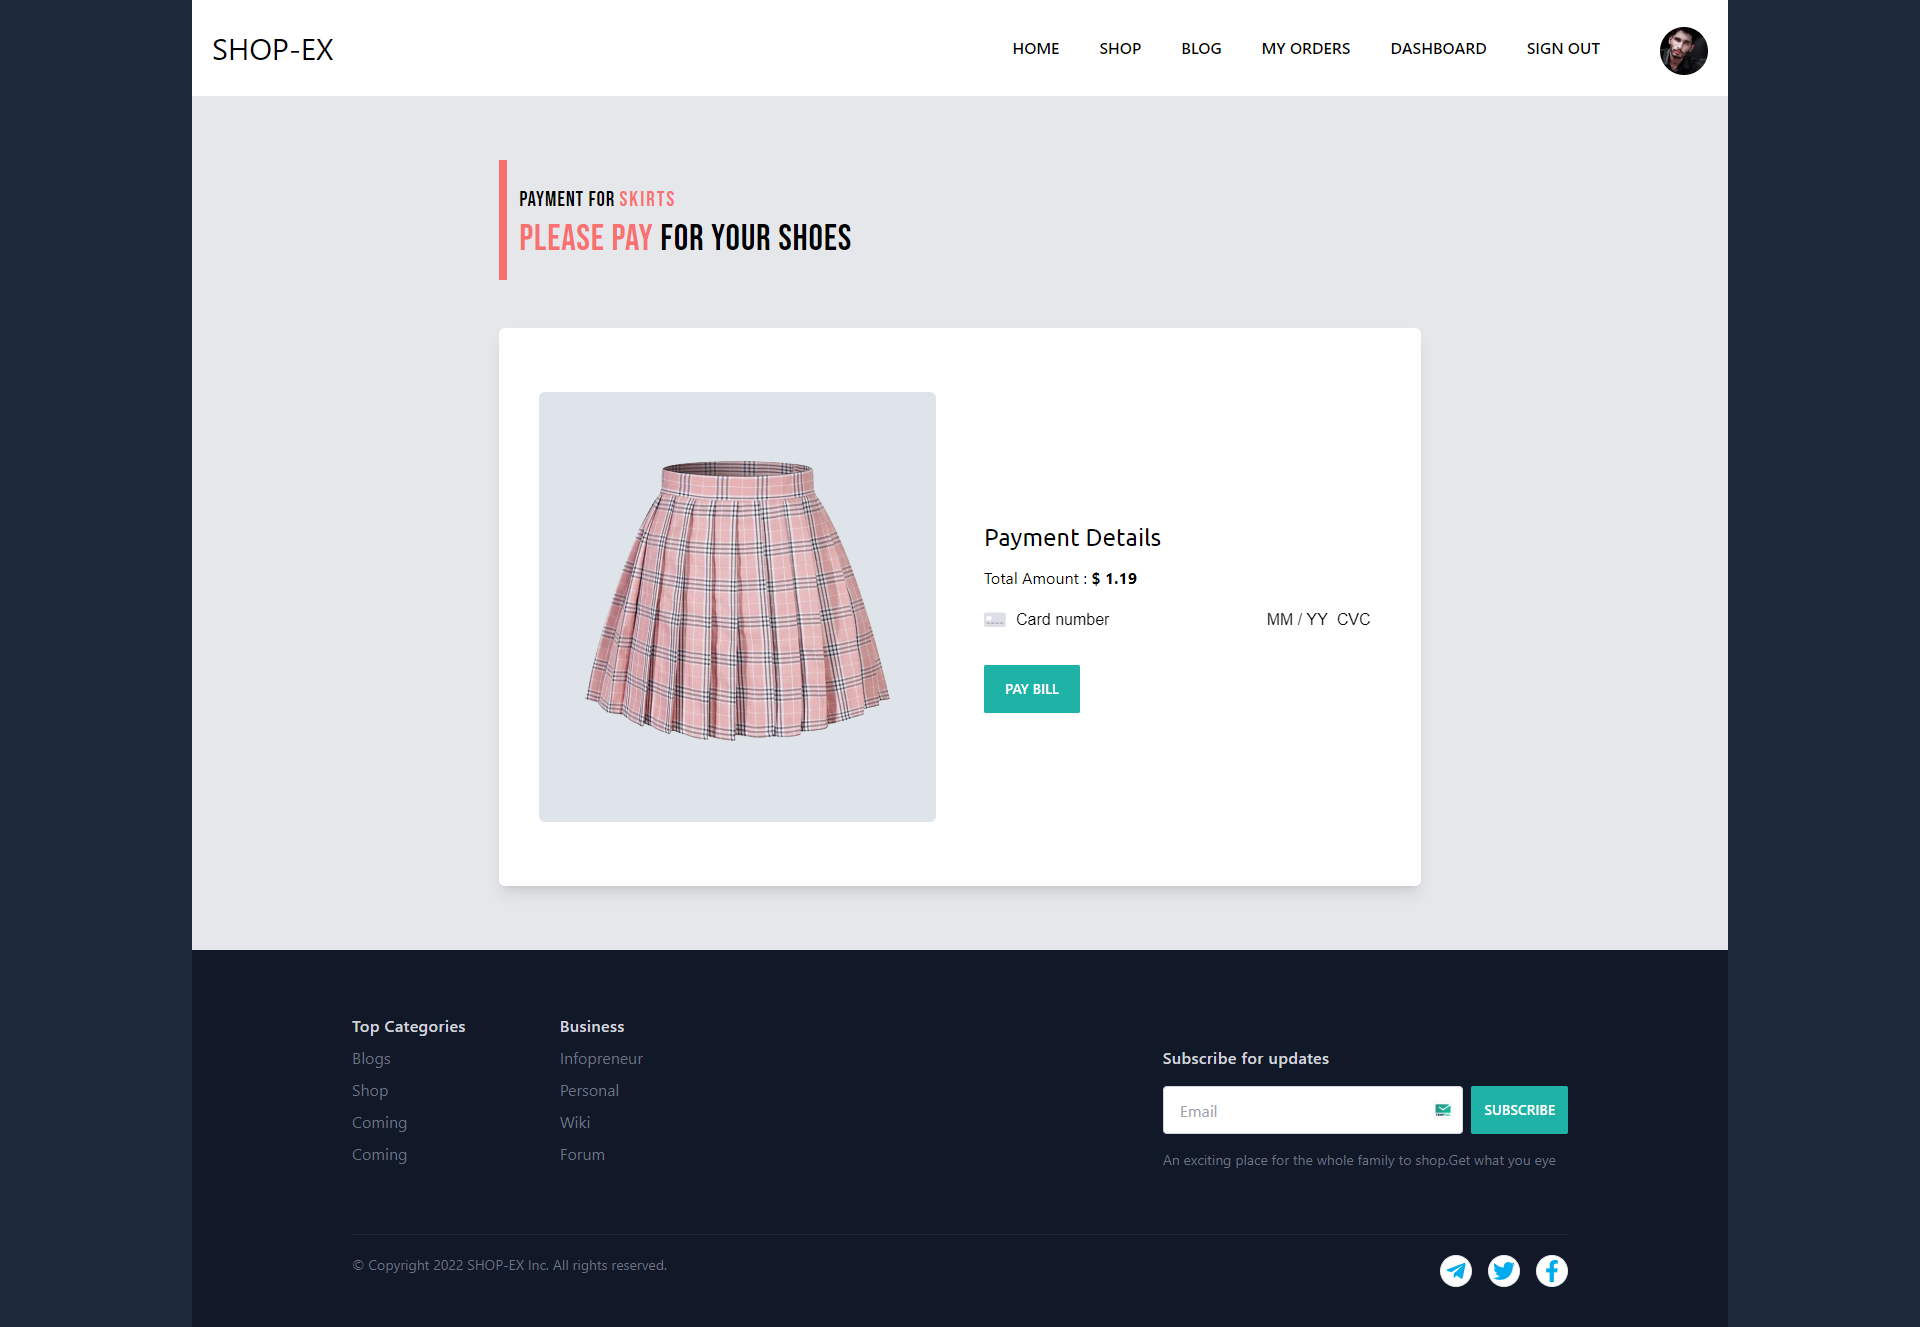 SHOP-EX
HOME SHOP BLOG MY ORDERS DASHBOARD SIGN OUT
PAYMENT FOR SKIRTS
PLEASE PAY FOR YOUR SHOES
Payment Details
Total Amount : $ 1.19
Card number MM / YY CVC
PAY BILL
Top Categories
Blogs
Shop
Coming
Coming
Business
Infopreneur
Personal
Wiki
Forum
Subscribe for updates
Email
SUBSCRIBE
An exciting place for the whole family to shop.Get what you eye
© Copyright 2022 SHOP-EX Inc. All rights reserved.